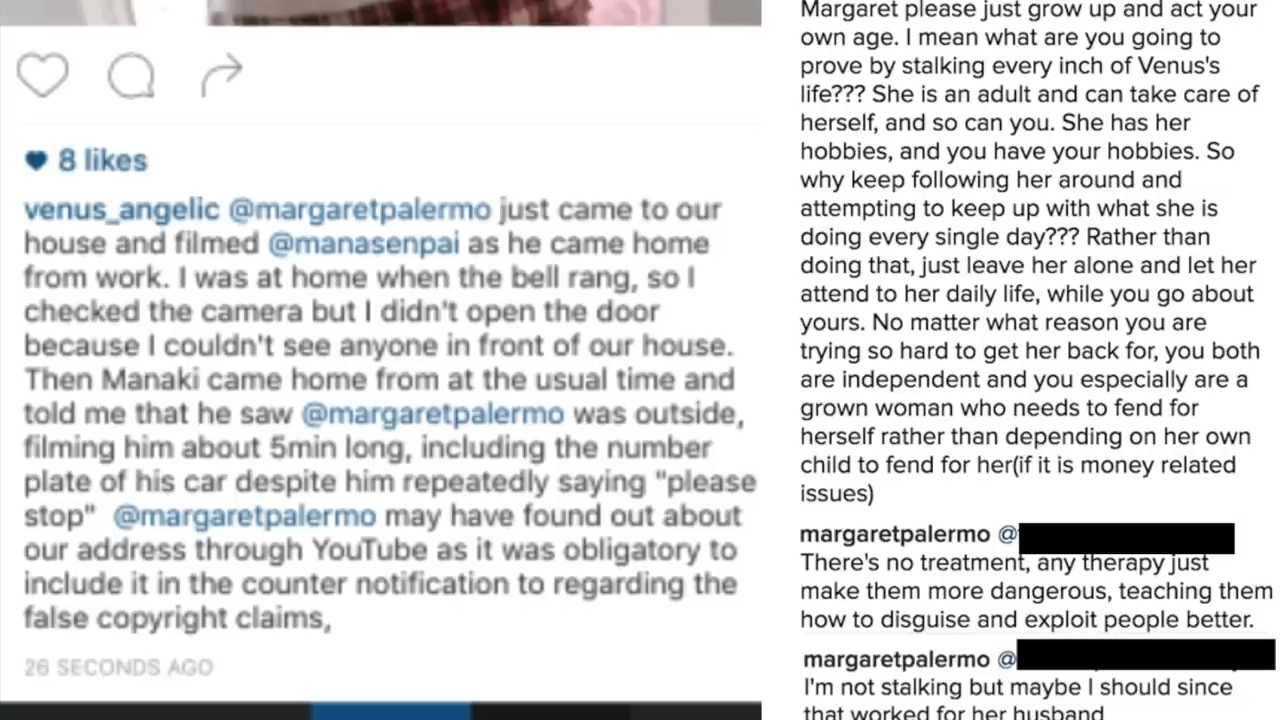 8 likes
venus_angelic @margaretpalermo just came to our
house and filmed @manasenpai as he came home
from work. I was at home when the bell rang, so I
checked the camera but I didn't open the door
because I couldn't see anyone in front of our house.
Then Manaki came home from at the usual time and
told me that he saw @margaretpalermo was outside,
filming him about 5min long, including the number
plate of his car despite him repeatedly saying "please
stop" @margaretpalermo may have found out about
our address through YouTube as it was obligatory to
include it in the counter notification to regarding the
false copyright claims,
26 SECONDS AGO
Margaret please just grow up and act your
own age. I mean what are you going to
prove by stalking every inch of Venus's
life??? She is an adult and can take care of
herself, and so can you. She has her
hobbies, and you have your hobbies. So
why keep following her around and
attempting to keep up with what she is
doing every single day??? Rather than
doing that, just leave her alone and let her
attend to her daily life, while you go about
yours. No matter what reason you are
trying so hard to get her back for, you both
are independent and you especially are a
grown woman who needs to fend for
herself rather than depending on her own
child to fend for her(if it is money related
issues)
margaretpalermo @
There's no treatment, any therapy just
make them more dangerous, teaching them
how to disguise and exploit people better.
margaretpalermo @
I'm not stalking but maybe I should since
that worked for her husband